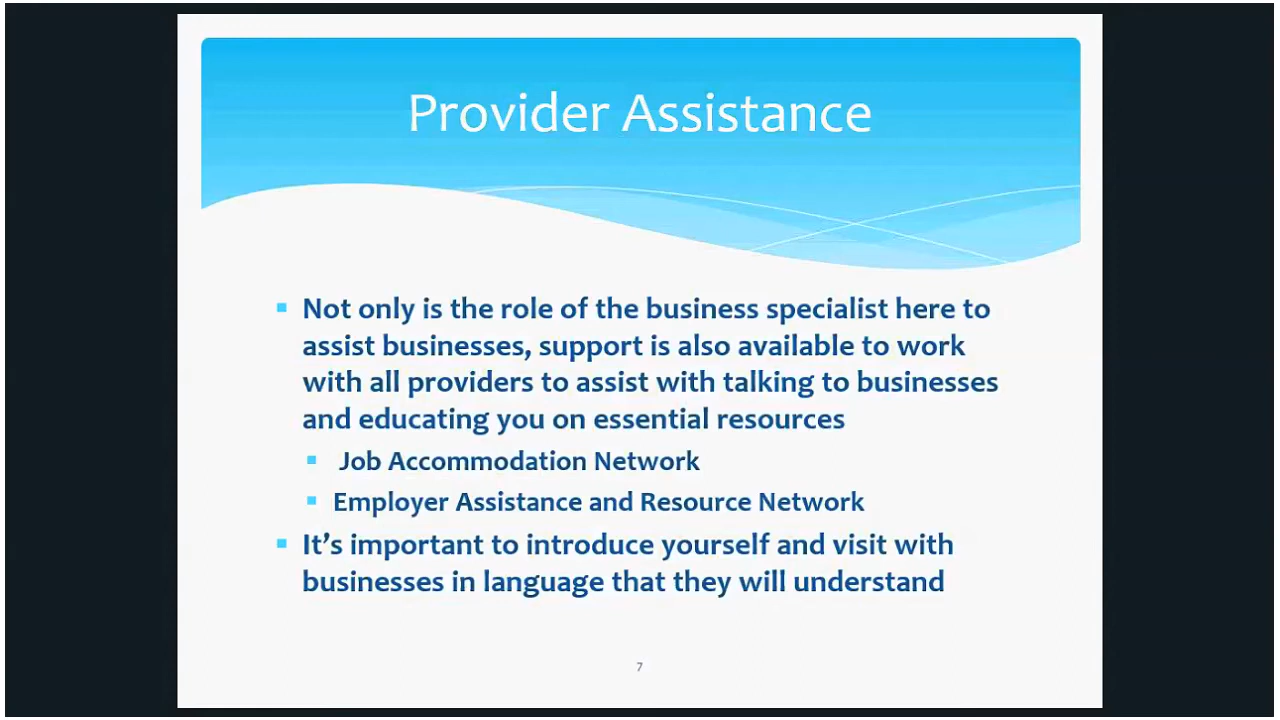 Provider Assistance
Not only is the role of the business specialist here to
assist businesses, support is also available to work
with all providers to assist with talking to businesses
and educating you on essential resources
Job Accommodation Network
Employer Assistance and Resource Network
It’s important to introduce yourself and visit with
businesses in language that they will understand
7